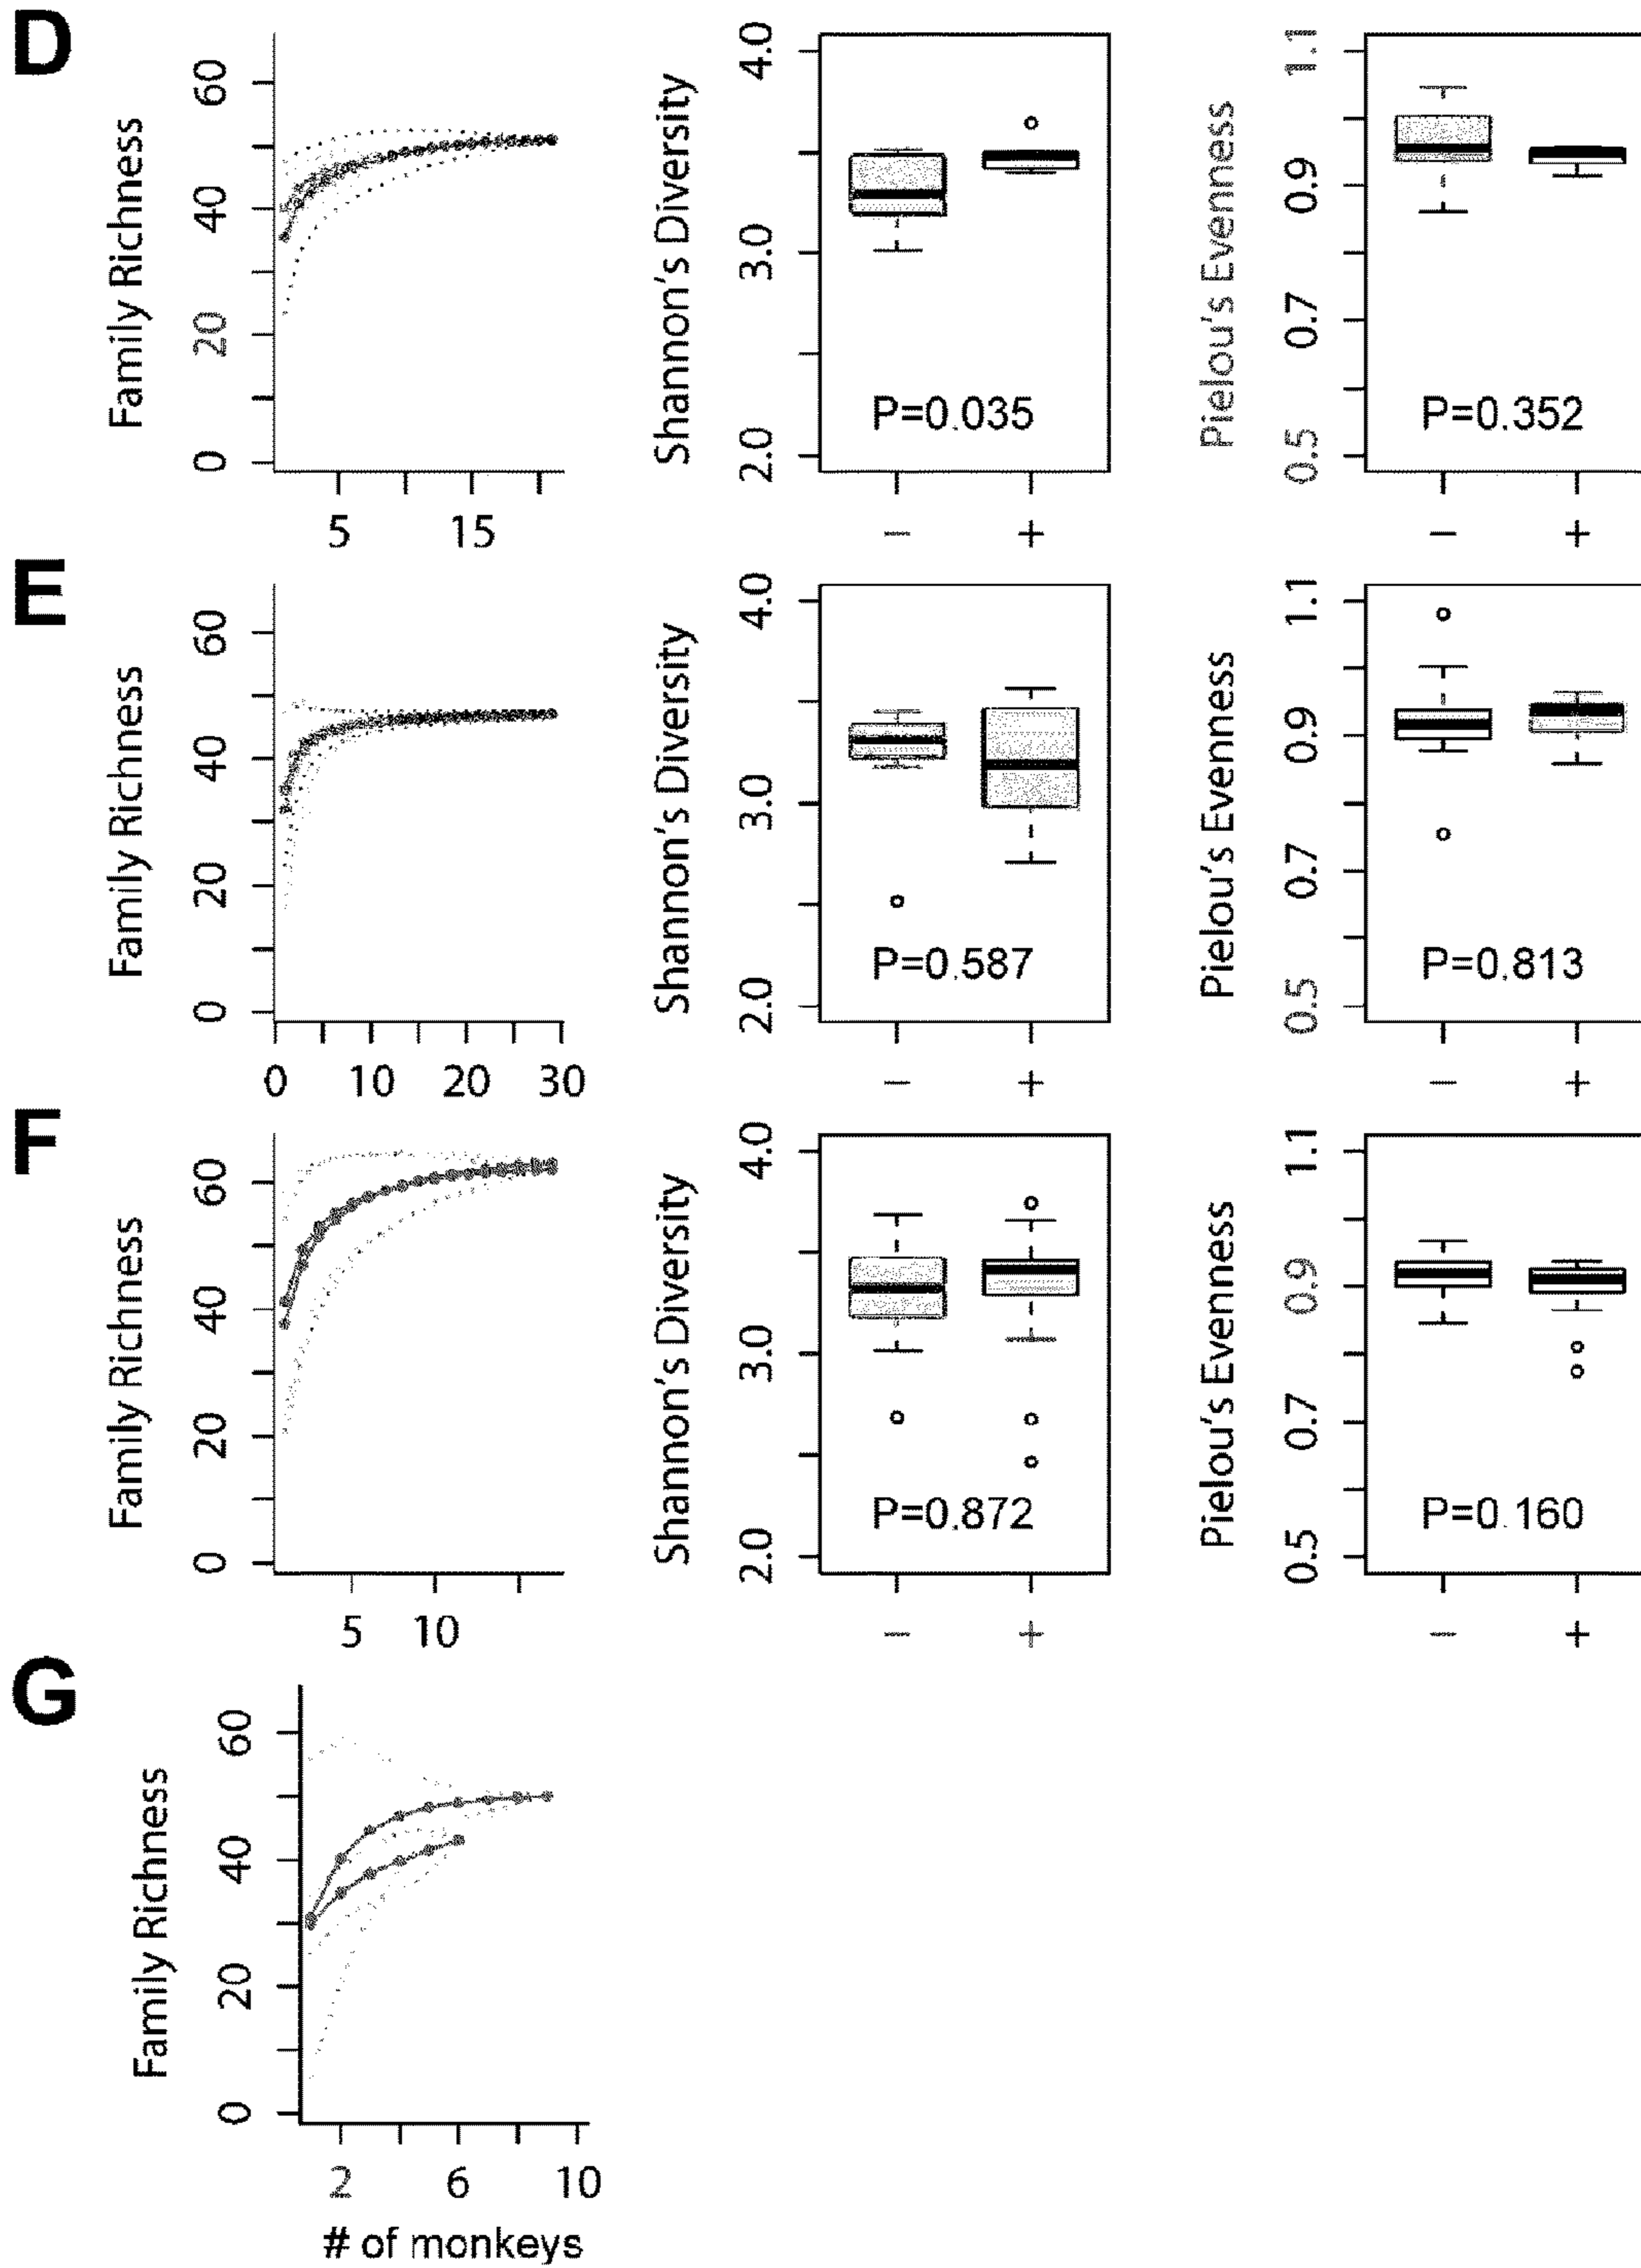 D
Family Richness
0 20 40 60
5 15
Shannon's Diversity
2.0 3.0 4.0
P=0.035
− +
Pielou's Evenness
0.5 0.7 0.9 1.1
P=0.352
− +
E
Family Richness
0 20 40 60
0 10 20 30
Shannon's Diversity
2.0 3.0 4.0
P=0.587
− +
Pielou's Evenness
0.5 0.7 0.9 1.1
P=0.813
− +
F
Family Richness
0 20 40 60
5 10
Shannon's Diversity
2.0 3.0 4.0
P=0.872
− +
Pielou's Evenness
0.5 0.7 0.9 1.1
P=0.160
− +
G
Family Richness
0 20 40 60
2 6 10
# of monkeys